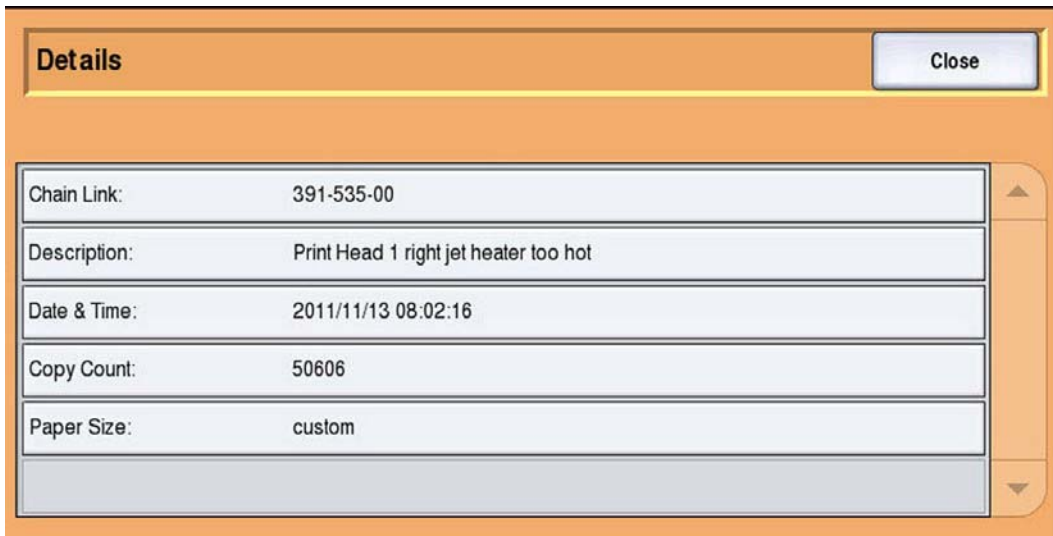 Details
Close
Chain Link: 391-535-00
Description: Print Head 1 right jet heater too hot
Date & Time: 2011/11/13 08:02:16
Copy Count: 50606
Paper Size: custom